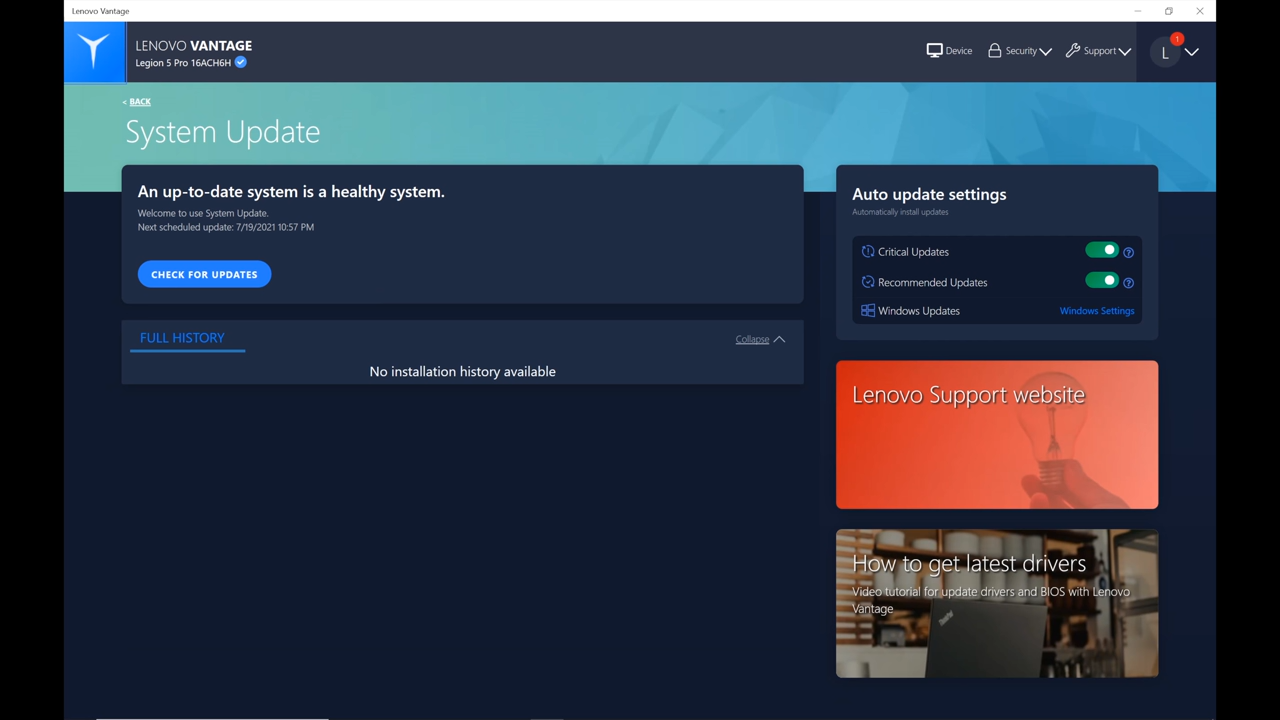 Lenovo Vantage
LENOVO VANTAGE
Legion 5 Pro 16ACH6H
Device
Security
Support
L
1
< BACK
System Update
An up-to-date system is a healthy system.
Welcome to use System Update.
Next scheduled update: 7/19/2021 10:57 PM
CHECK FOR UPDATES
FULL HISTORY
Collapse
No installation history available
Auto update settings
Automatically install updates
Critical Updates
?
Recommended Updates
?
Windows Updates
Windows Settings
Lenovo Support website
How to get latest drivers
Video tutorial for update drivers and BIOS with Lenovo
Vantage
ThinkPad